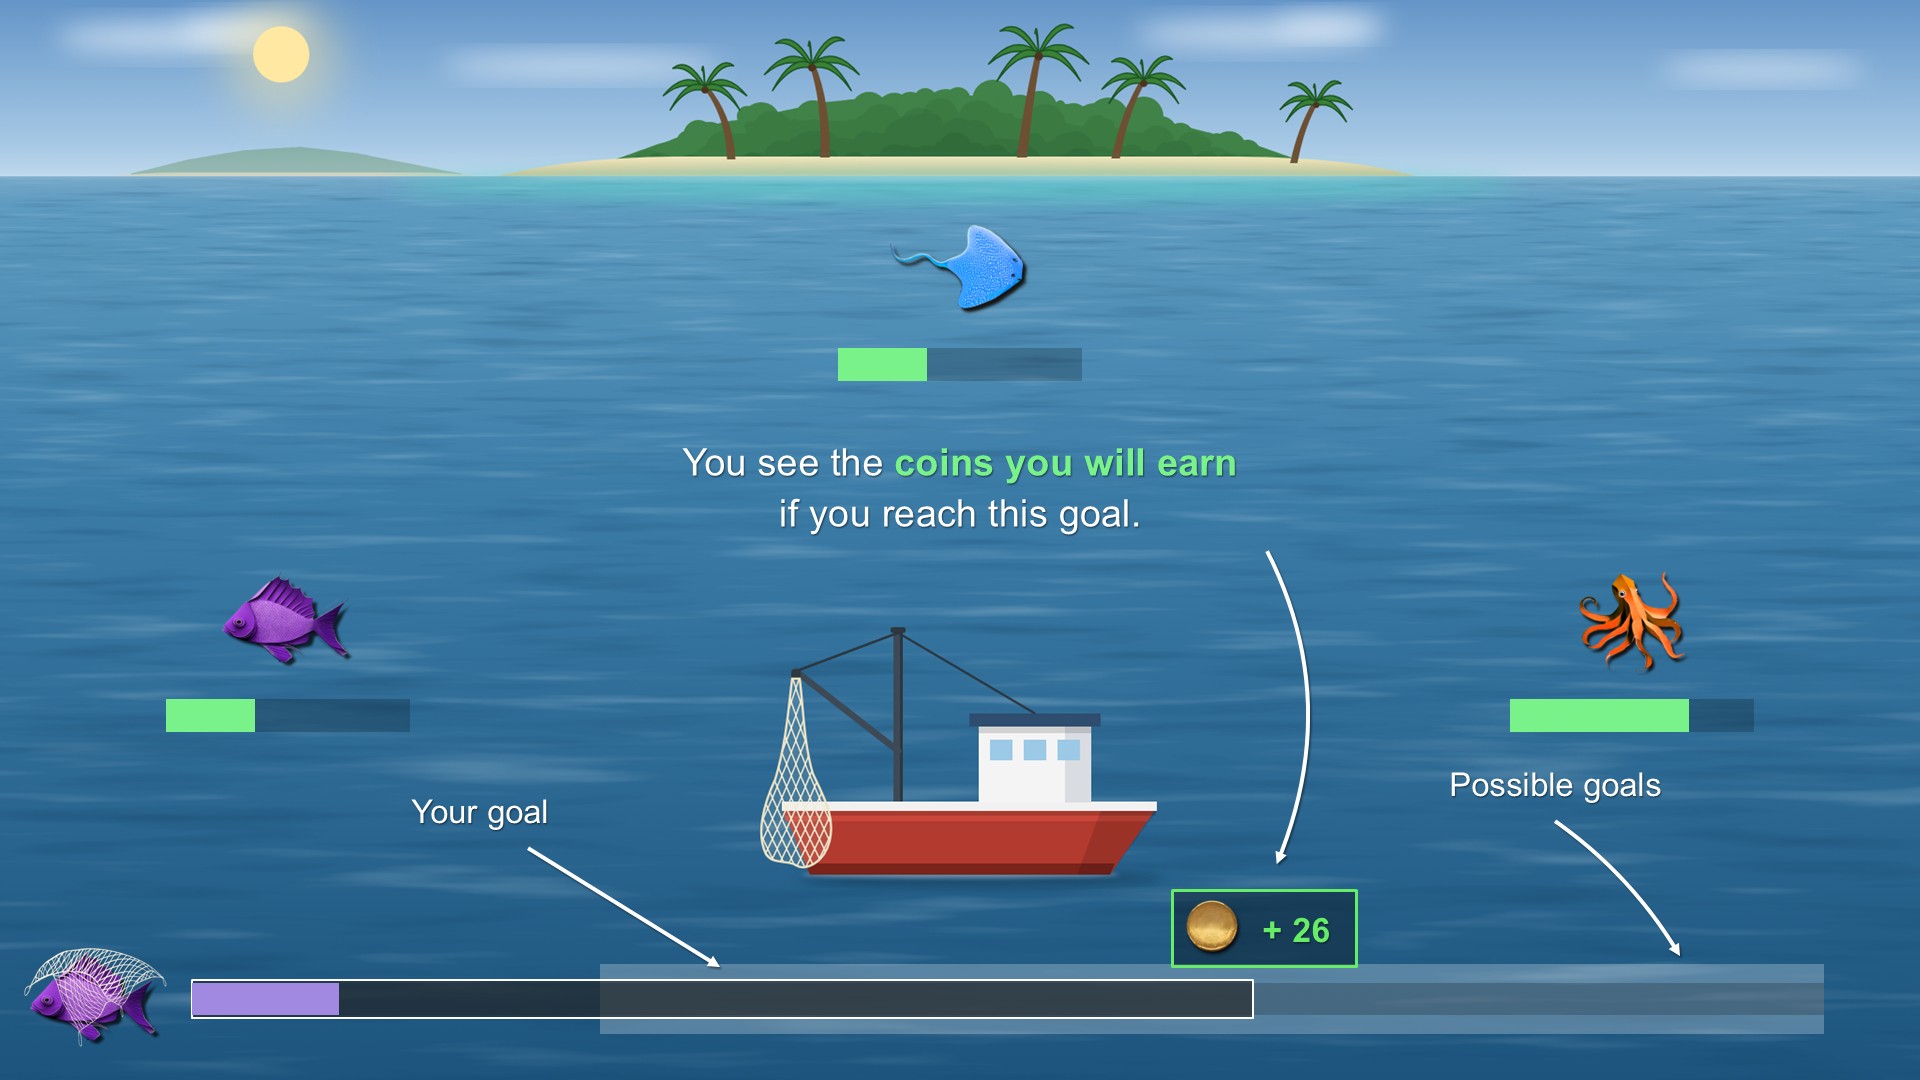 You see the coins you will earn
if you reach this goal.
Your goal
Possible goals
+ 26